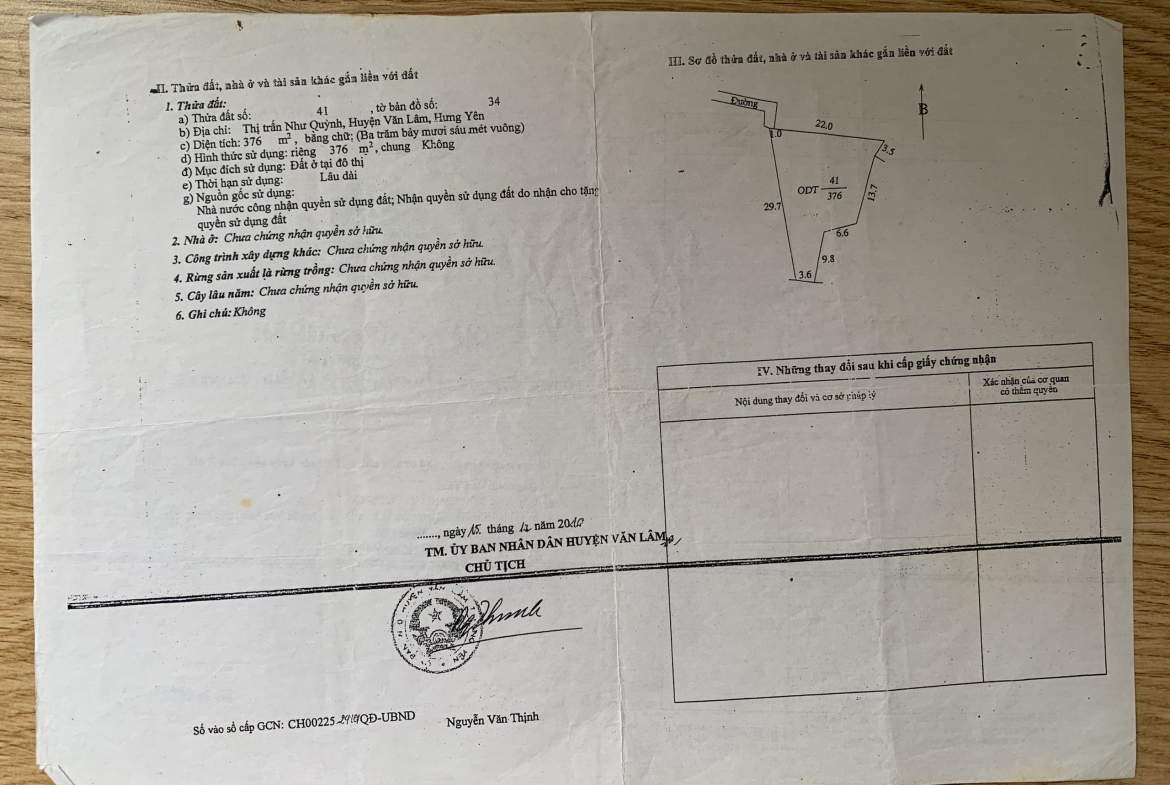 II. Thửa đất, nhà ở và tài sản khác gắn liền với đất
1. Thửa đất:
a) Thửa đất số: 41 , tờ bản đồ số: 34
b) Địa chỉ: Thị trấn Như Quỳnh, Huyện Văn Lâm, Hưng Yên
c) Diện tích: 376 m², bằng chữ: (Ba trăm bảy mươi sáu mét vuông)
d) Hình thức sử dụng: riêng 376 m², chung Không
đ) Mục đích sử dụng: Đất ở tại đô thị
e) Thời hạn sử dụng: Lâu dài
g) Nguồn gốc sử dụng:
Nhà nước công nhận quyền sử dụng đất; Nhận quyền sử dụng đất do nhận cho tặng
quyền sử dụng đất
2. Nhà ở: Chưa chứng nhận quyền sở hữu.
3. Công trình xây dựng khác: Chưa chứng nhận quyền sở hữu.
4. Rừng sản xuất là rừng trồng: Chưa chứng nhận quyền sở hữu.
5. Cây lâu năm: Chưa chứng nhận quyền sở hữu.
6. Ghi chú: Không
......., ngày 15 tháng 12 năm 2010
TM. ỦY BAN NHÂN DÂN HUYỆN VĂN LÂM
CHỦ TỊCH
Số vào sổ cấp GCN: CH00225 QĐ-UBND
Nguyễn Văn Thịnh
III. Sơ đồ thửa đất, nhà ở và tài sản khác gắn liền với đất
Đường
B
1.0
22.0
3.5
ODT 41
376
13.7
29.7
6.6
9.8
3.6
IV. Những thay đổi sau khi cấp giấy chứng nhận
Nội dung thay đổi và cơ sở pháp lý
Xác nhận của cơ quan
có thẩm quyền